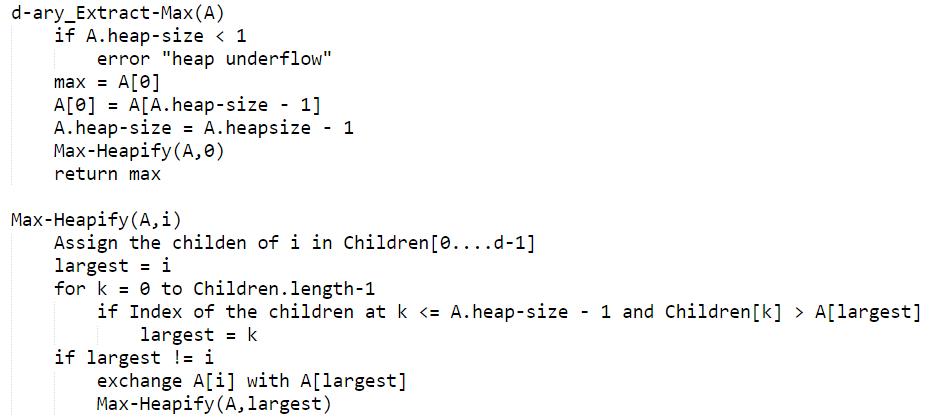 d-ary_Extract-Max(A)
    if A.heap-size < 1
        error "heap underflow"
    max = A[0]
    A[0] = A[A.heap-size - 1]
    A.heap-size = A.heapsize - 1
    Max-Heapify(A,0)
    return max

Max-Heapify(A,i)
    Assign the childen of i in Children[0....d-1]
    largest = i
    for k = 0 to Children.length-1
        if Index of the children at k <= A.heap-size - 1 and Children[k] > A[largest]
            largest = k
    if largest != i
        exchange A[i] with A[largest]
        Max-Heapify(A,largest)